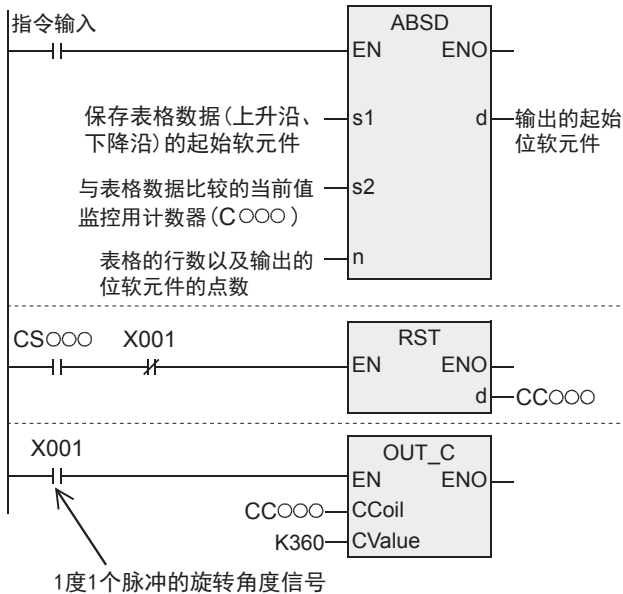 指令输入
ABSD
EN ENO
保存表格数据(上升沿、
下降沿)的起始软元件
s1 d
输出的起始
位软元件
与表格数据比较的当前值
监控用计数器(C○○○)
s2
表格的行数以及输出的
位软元件的点数
n
CS○○○ X001
RST
EN ENO
d CC○○○
X001
OUT_C
EN ENO
CC○○○ CCoil
K360 CValue
1度1个脉冲的旋转角度信号